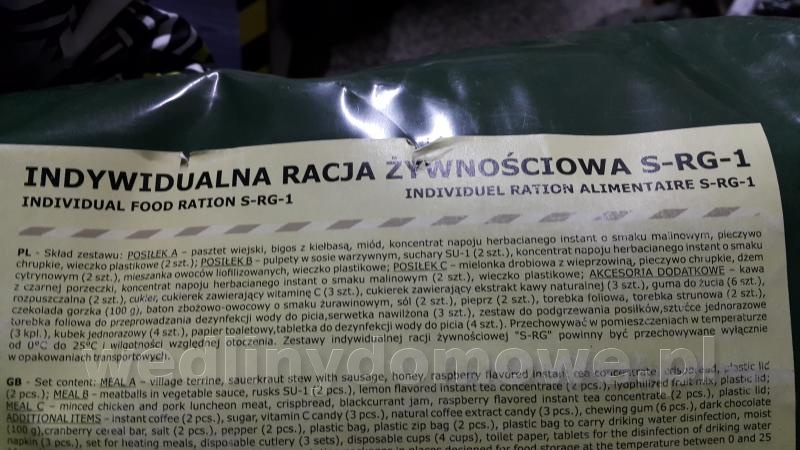 INDYWIDUALNA RACJA ŻYWNOŚCIOWA S-RG-1
INDIVIDUAL FOOD RATION S-RG-1 INDIVIDUEL RATION ALIMENTAIRE S-RG-1
PL - Skład zestawu: POSIŁEK A – pasztet wiejski, bigos z kiełbasą, miód, koncentrat napoju herbacianego instant o smaku malinowym, pieczywo
chrupkie, wieczko plastikowe (2 szt.); POSIŁEK B – pulpety w sosie warzywnym, suchary SU-1 (2 szt.), koncentrat napoju herbacianego instant o smaku
cytrynowym (2 szt.), mieszanka owoców liofilizowanych, wieczko plastikowe; POSIŁEK C – mielonka drobiowa z wieprzowiną, pieczywo chrupkie, dżem
z czarnej porzeczki, koncentrat napoju herbacianego instant o smaku malinowym (2 szt.), wieczko plastikowe; AKCESORIA DODATKOWE – kawa
rozpuszczalna (2 szt.), cukier, cukierek zawierający witaminę C (3 szt.), cukierek zawierający ekstrakt kawy naturalnej (3 szt.), guma do żucia (6 szt.),
czekolada gorzka (100 g), baton zbożowo-owocowy o smaku żurawinowym, sól (2 szt.), pieprz (2 szt.), torebka foliowa, torebka strunowa (2 szt.),
torebka foliowa do przeprowadzania dezynfekcji wody do picia,serwetka nawilżona (3 szt.), zestaw do podgrzewania posiłków,sztućce jednorazowe
(3 kpl.), kubek jednorazowy (4 szt.), papier toaletowy,tabletka do dezynfekcji wody do picia (4 szt.). Przechowywać w pomieszczeniach w temperaturze
od 0°C do 25°C i wilgotności względnej otoczenia. Zestawy indywidualnej racji żywnościowej "S-RG" powinny być przechowywane wyłącznie
w opakowaniach transportowych.
wedlinydomowe.pl
GB - Set content: MEAL A – village terrine, sauerkraut stew with sausage, honey, raspberry flavored instant tea concentrate, crispbread, plastic lid
(2 pcs.); MEAL B – meatballs in vegetable sauce, rusks SU-1 (2 pcs.), lemon flavored instant tea concentrate (2 pcs.), lyophilized fruit mix, plastic lid;
MEAL C – minced chicken and pork luncheon meat, crispbread, blackcurrant jam, raspberry flavored instant tea concentrate (2 pcs.), plastic lid;
ADDITIONAL ITEMS – instant coffee (2 pcs.), sugar, vitamin C candy (3 pcs.), natural coffee extract candy (3 pcs.), chewing gum (6 pcs.), dark chocolate
(100 g),cranberry cereal bar, salt (2 pcs.), pepper (2 pcs.), plastic bag, plastic zip bag (2 pcs.), plastic bag to carry drinking water disinfection, moist
napkin (3 pcs.), set for heating meals, disposable cutlery (3 sets), disposable cups (4 cups), toilet paper, tablets for the disinfection of drinking water
places designed for food storage at the temperature between 0 and 25